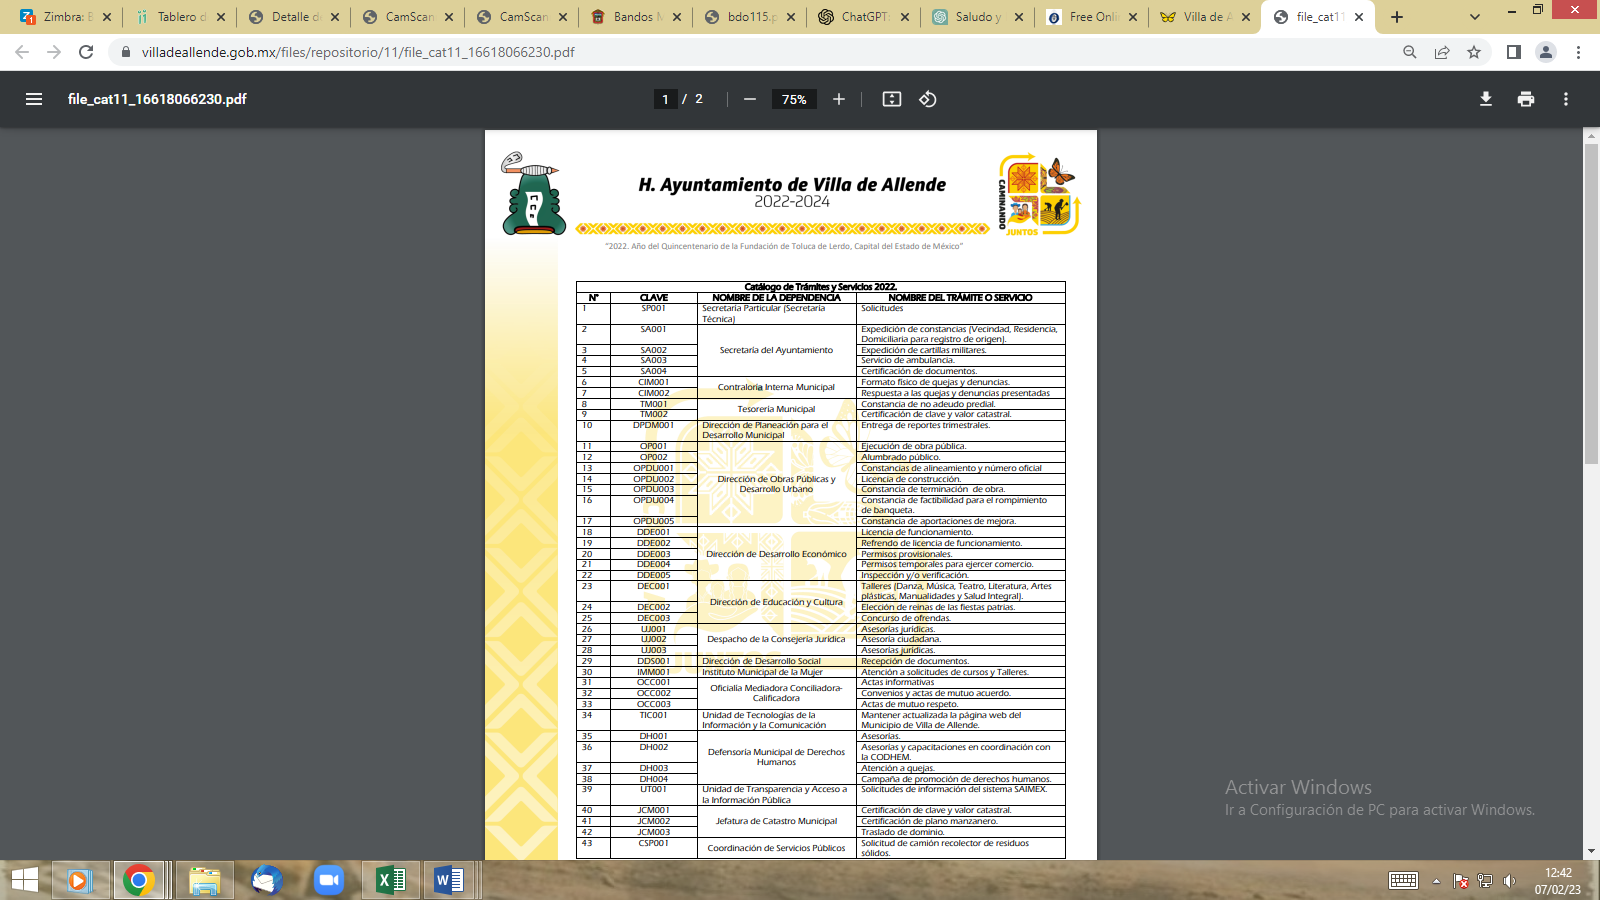 Zimbra: B
Tablero d
Detalle de
CamScan
CamScan
Bandos M
bdo115.p
ChatGPT:
Saludo y
Free Onli
Villa de A
file_cat11
villadeallende.gob.mx/files/repositorio/11/file_cat11_16618066230.pdf
file_cat11_16618066230.pdf
1 / 2
75%
H. Ayuntamiento de Villa de Allende
2022-2024
CAMINANDO
JUNTOS
"2022. Año del Quincentenario de la Fundación de Toluca de Lerdo, Capital del Estado de México"
Catálogo de Trámites y Servicios 2022.
N° CLAVE NOMBRE DE LA DEPENDENCIA NOMBRE DEL TRÁMITE O SERVICIO
1 SP001 Secretaría Particular (Secretaría Técnica) Solicitudes
2 SA001 Secretaría del Ayuntamiento Expedición de constancias (Vecindad, Residencia, Domiciliaria para registro de origen).
3 SA002 Expedición de cartillas militares.
4 SA003 Servicio de ambulancia.
5 SA004 Certificación de documentos.
6 CIM001 Contraloría Interna Municipal Formato físico de quejas y denuncias.
7 CIM002 Respuesta a las quejas y denuncias presentadas
8 TM001 Tesorería Municipal Constancia de no adeudo predial.
9 TM002 Certificación de clave y valor catastral.
10 DPDM001 Dirección de Planeación para el Desarrollo Municipal Entrega de reportes trimestrales.
11 OP001 Dirección de Obras Públicas y Desarrollo Urbano Ejecución de obra pública.
12 OP002 Alumbrado público.
13 OPDU001 Constancias de alineamiento y número oficial
14 OPDU002 Licencia de construcción.
15 OPDU003 Constancia de terminación de obra.
16 OPDU004 Constancia de factibilidad para el rompimiento de banqueta.
17 OPDU005 Constancia de aportaciones de mejora.
18 DDE001 Dirección de Desarrollo Económico Licencia de funcionamiento.
19 DDE002 Refrendo de licencia de funcionamiento.
20 DDE003 Permisos provisionales.
21 DDE004 Permisos temporales para ejercer comercio.
22 DDE005 Inspección y/o verificación.
23 DEC001 Dirección de Educación y Cultura Talleres (Danza, Música, Teatro, Literatura, Artes plásticas, Manualidades y Salud Integral).
24 DEC002 Elección de reinas de las fiestas patrias.
25 DEC003 Concurso de ofrendas.
26 UJ001 Despacho de la Consejería Jurídica Asesorías jurídicas.
27 UJ002 Asesoría ciudadana.
28 UJ003 Asesorías jurídicas.
29 DDS001 Dirección de Desarrollo Social Recepción de documentos.
30 IMM001 Instituto Municipal de la Mujer Atención a solicitudes de cursos y Talleres.
31 OCC001 Oficialía Mediadora Conciliadora-Calificadora Actas informativas
32 OCC002 Convenios y actas de mutuo acuerdo.
33 OCC003 Actas de mutuo respeto.
34 TIC001 Unidad de Tecnologías de la Información y la Comunicación Mantener actualizada la página web del Municipio de Villa de Allende.
35 DH001 Defensoría Municipal de Derechos Humanos Asesorías.
36 DH002 Asesorías y capacitaciones en coordinación con la CODHEM.
37 DH003 Atención a quejas.
38 DH004 Campaña de promoción de derechos humanos.
39 UT001 Unidad de Transparencia y Acceso a la Información Pública Solicitudes de información del sistema SAIMEX.
40 JCM001 Jefatura de Catastro Municipal Certificación de clave y valor catastral.
41 JCM002 Certificación de plano manzanero.
42 JCM003 Traslado de dominio.
43 CSP001 Coordinación de Servicios Públicos Solicitud de camión recolector de residuos sólidos.
Activar Windows
Ir a Configuración de PC para activar Windows.
12:42
07/02/23